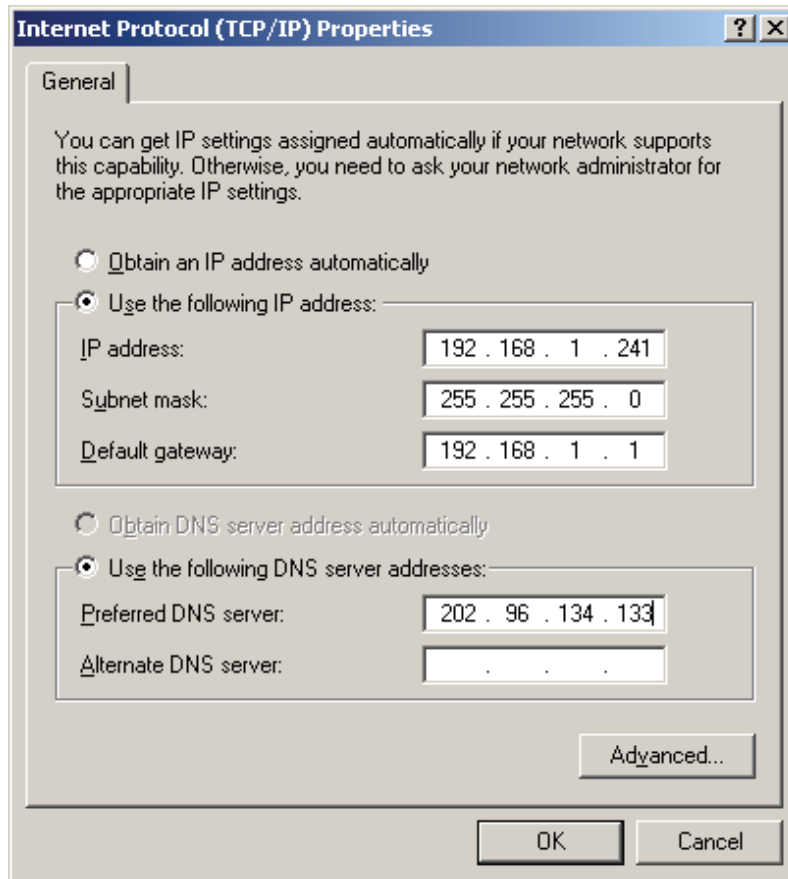 Internet Protocol (TCP/IP) Properties
General
You can get IP settings assigned automatically if your network supports
this capability. Otherwise, you need to ask your network administrator for
the appropriate IP settings.
Obtain an IP address automatically
Use the following IP address:
IP address: 192 . 168 . 1 . 241
Subnet mask: 255 . 255 . 255 . 0
Default gateway: 192 . 168 . 1 . 1
Obtain DNS server address automatically
Use the following DNS server addresses:
Preferred DNS server: 202 . 96 . 134 . 133
Alternate DNS server: . . .
Advanced...
OK Cancel